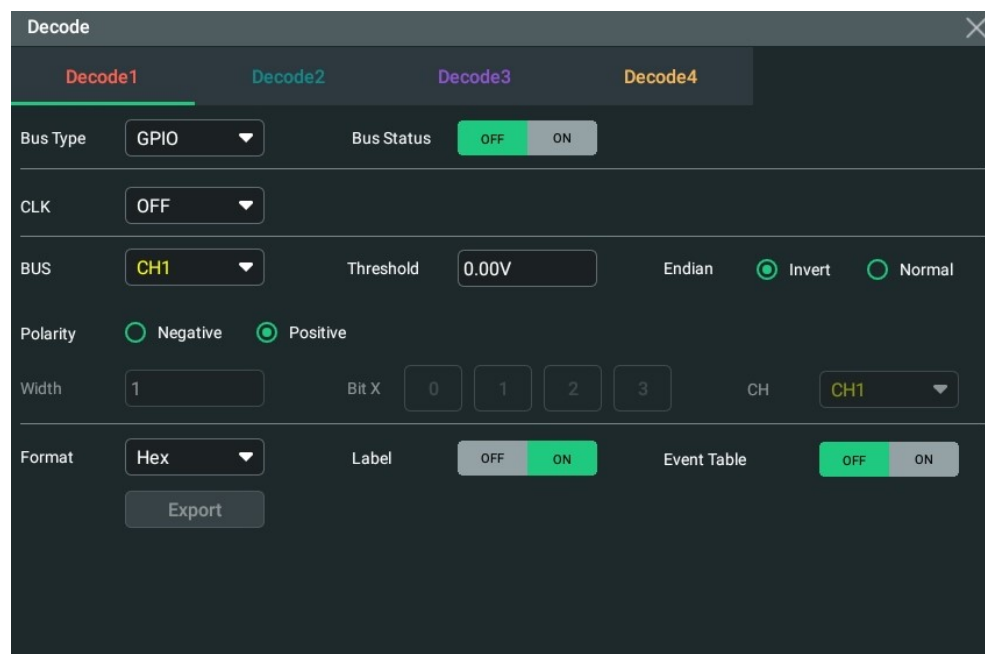 Decode
Decode1 Decode2 Decode3 Decode4
Bus Type GPIO Bus Status OFF ON
CLK OFF
BUS CH1 Threshold 0.00V Endian Invert Normal
Polarity Negative Positive
Width 1 Bit X 0 1 2 3 CH CH1
Format Hex Label OFF ON Event Table OFF ON
Export